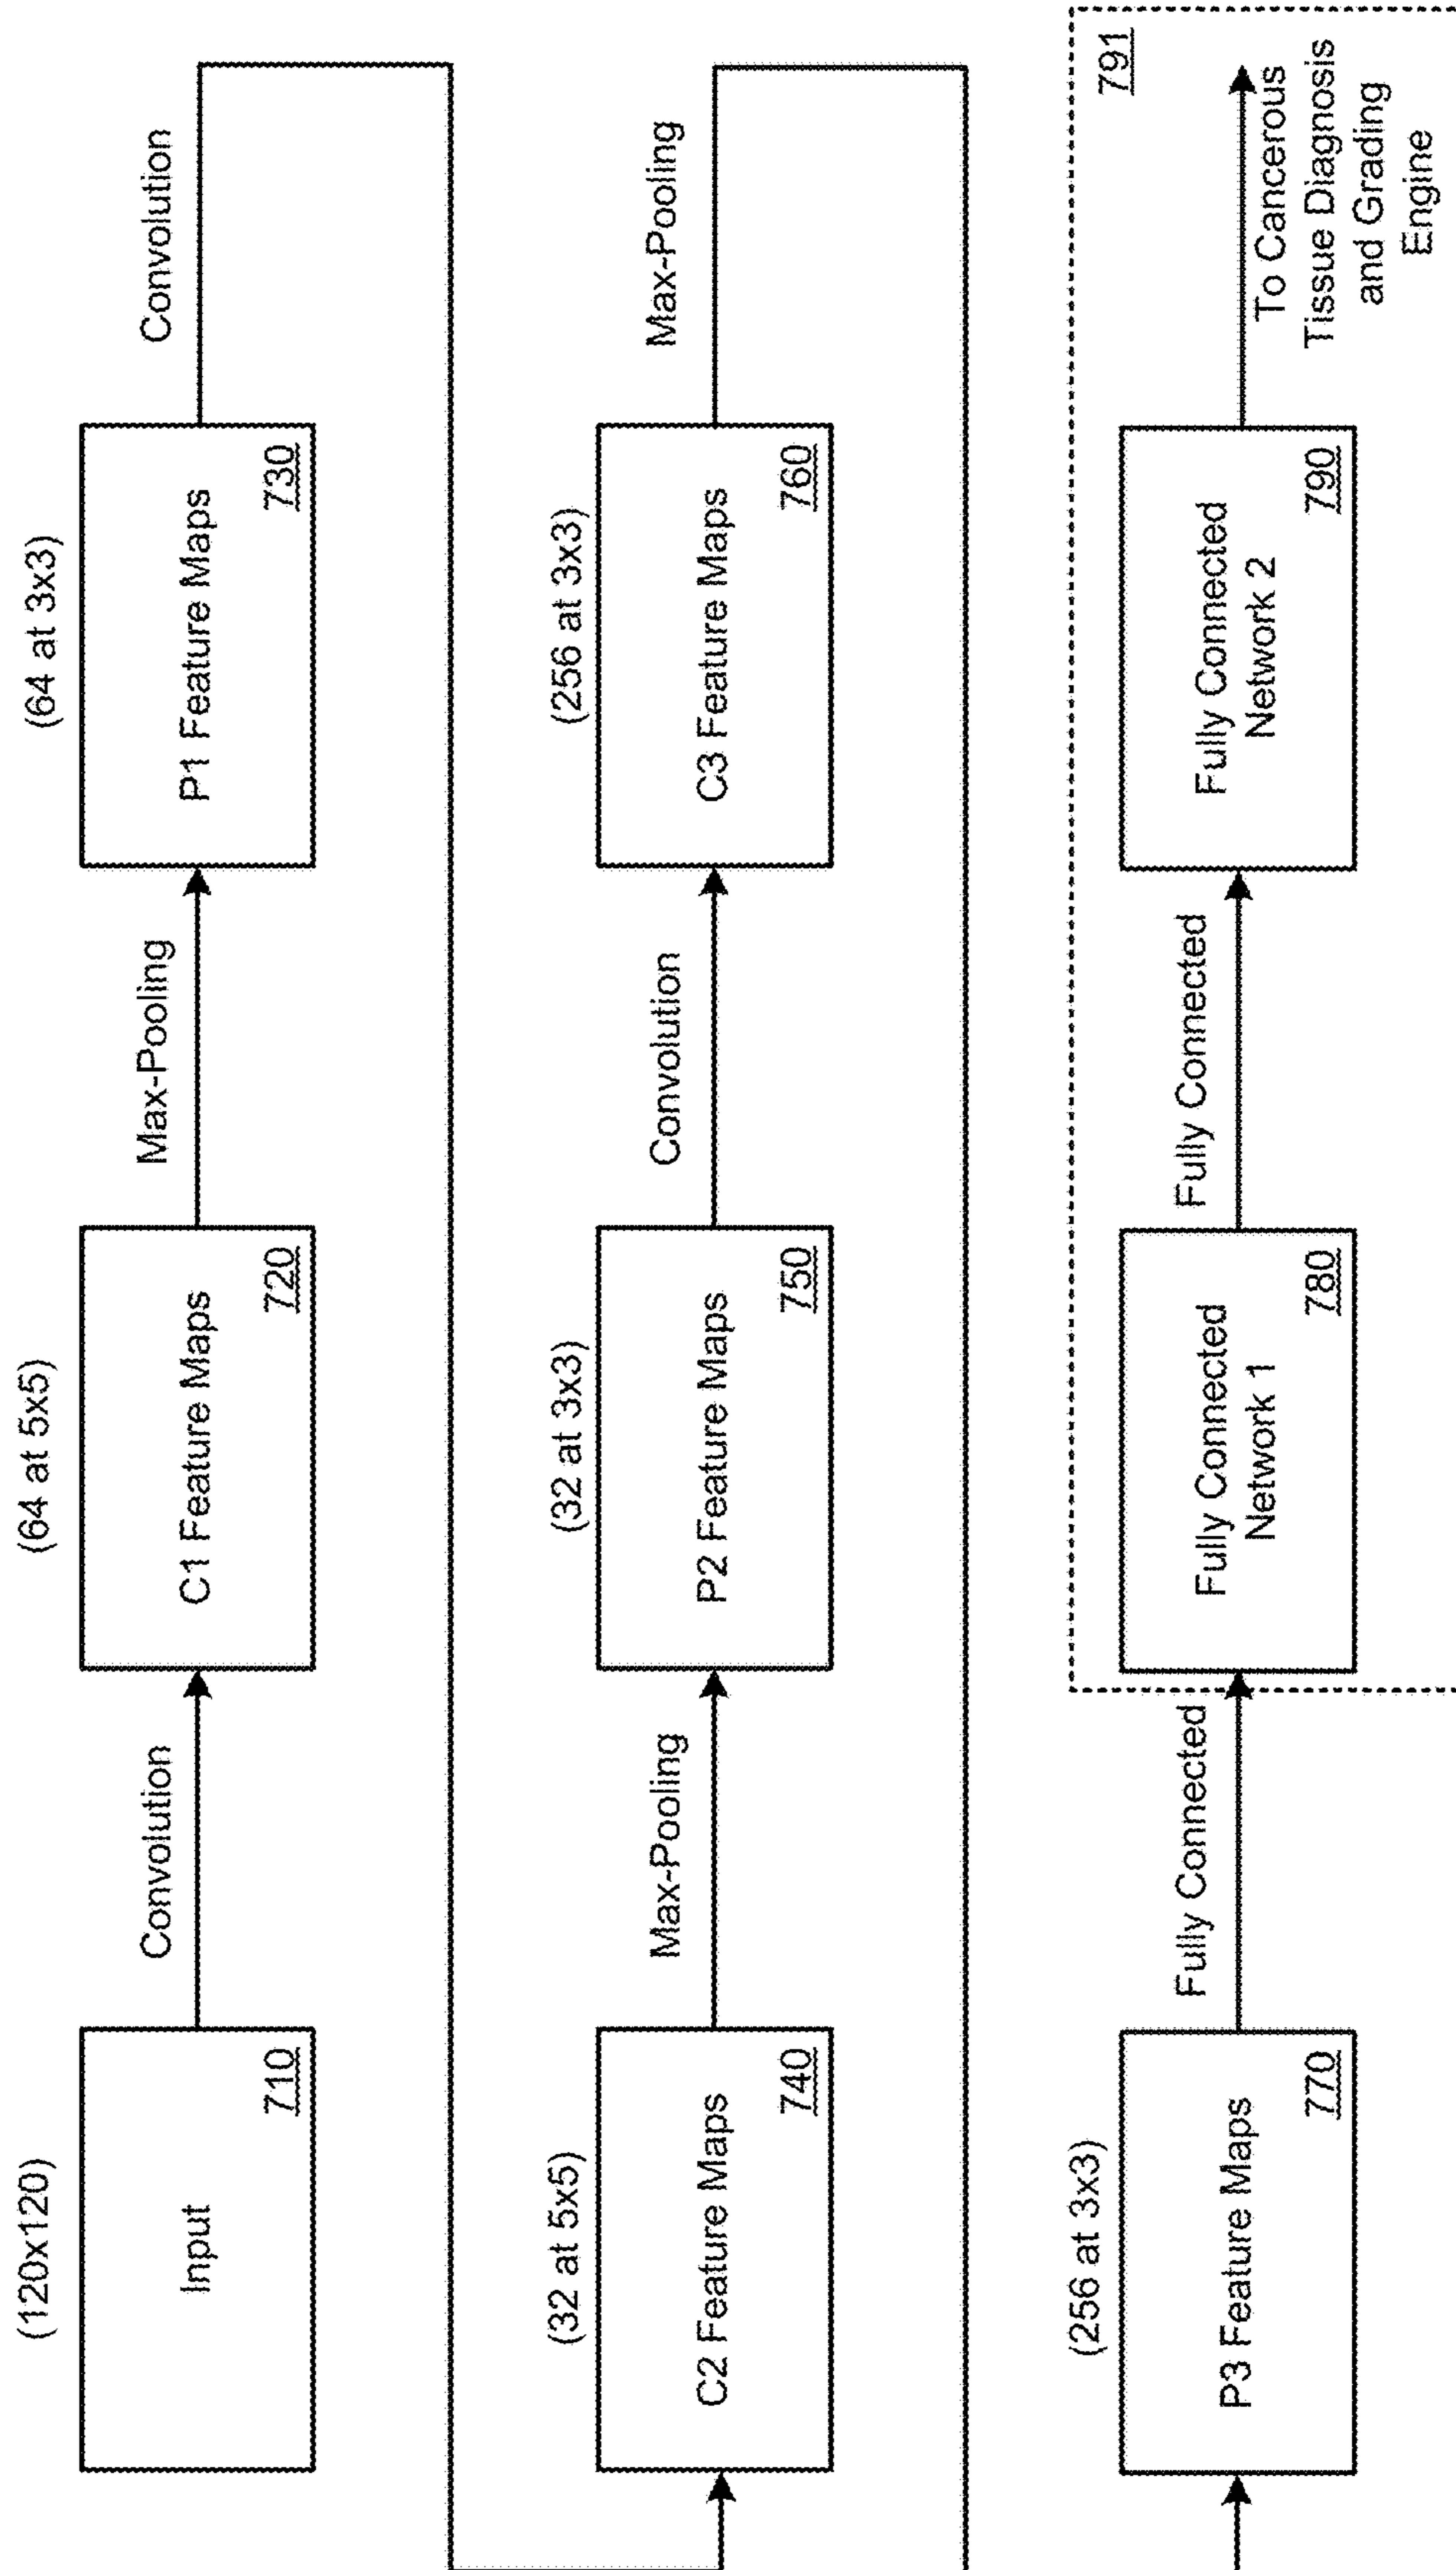 (120x120)
Input
710
Convolution
(64 at 5x5)
C1 Feature Maps
720
Max-Pooling
(64 at 3x3)
P1 Feature Maps
730
Convolution
(32 at 5x5)
C2 Feature Maps
740
Max-Pooling
(32 at 3x3)
P2 Feature Maps
750
Convolution
(256 at 3x3)
C3 Feature Maps
760
Max-Pooling
(256 at 3x3)
P3 Feature Maps
770
Fully Connected
Fully Connected
Network 1
780
Fully Connected
Fully Connected
Network 2
790
791
To Cancerous
Tissue Diagnosis
and Grading
Engine